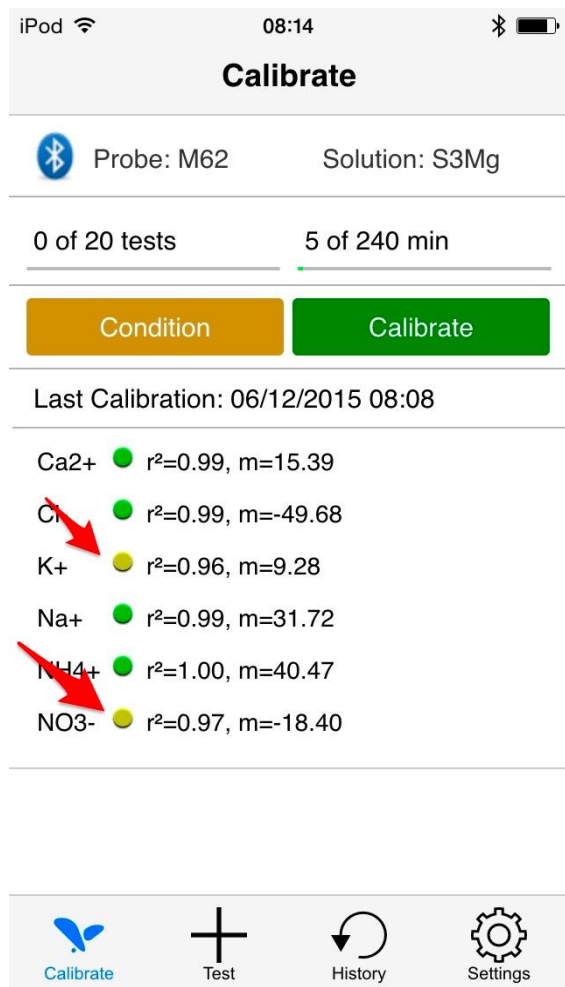 iPod 08:14
Calibrate
Probe: M62 Solution: S3Mg
0 of 20 tests 5 of 240 min
Condition Calibrate
Last Calibration: 06/12/2015 08:08
Ca2+ r²=0.99, m=15.39
Cl- r²=0.99, m=-49.68
K+ r²=0.96, m=9.28
Na+ r²=0.99, m=31.72
NH4+ r²=1.00, m=40.47
NO3- r²=0.97, m=-18.40
Calibrate Test History Settings